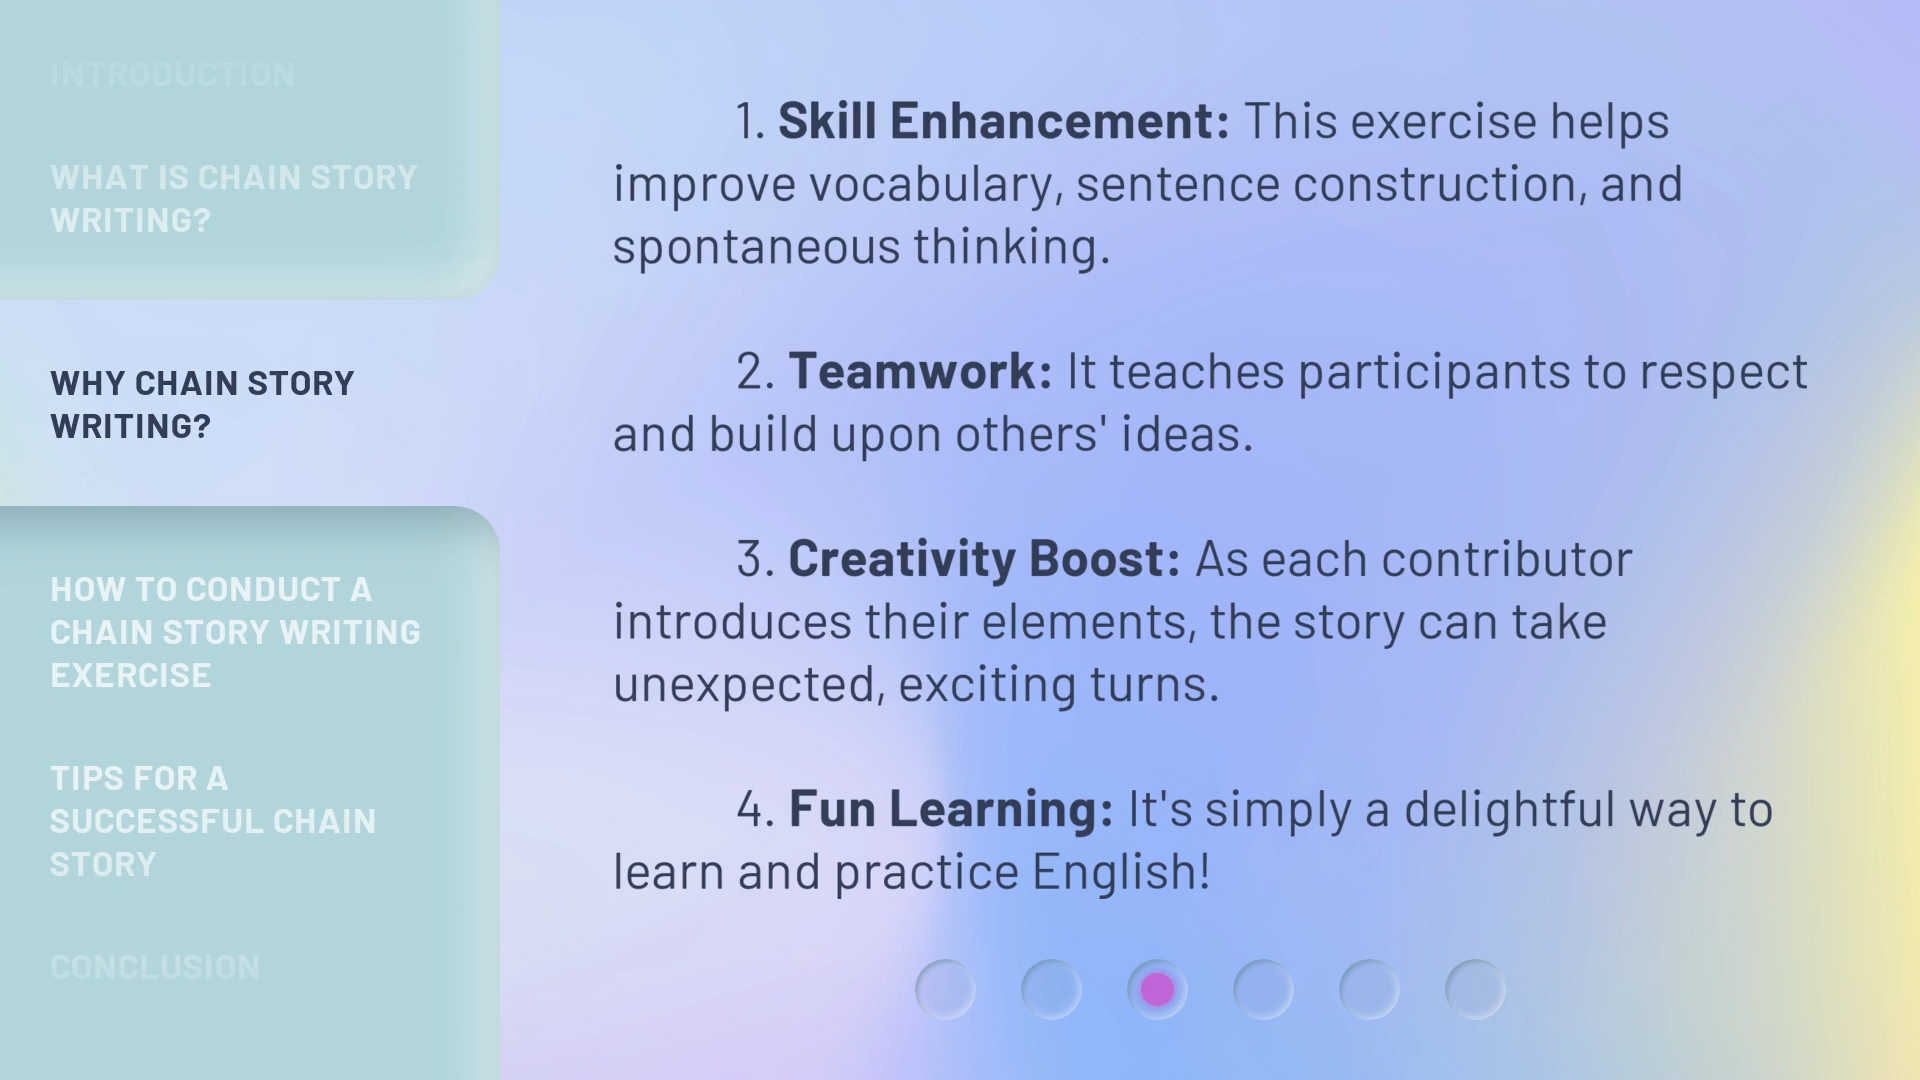 INTRODUCTION
WHAT IS CHAIN STORY
WRITING?
WHY CHAIN STORY
WRITING?
HOW TO CONDUCT A
CHAIN STORY WRITING
EXERCISE
TIPS FOR A
SUCCESSFUL CHAIN
STORY
CONCLUSION
1. Skill Enhancement: This exercise helps
improve vocabulary, sentence construction, and
spontaneous thinking.
2. Teamwork: It teaches participants to respect
and build upon others' ideas.
3. Creativity Boost: As each contributor
introduces their elements, the story can take
unexpected, exciting turns.
4. Fun Learning: It's simply a delightful way to
learn and practice English!